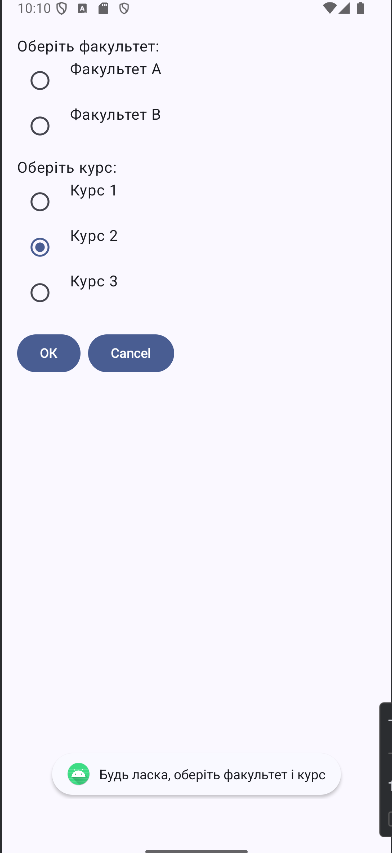 10:10
Оберіть факультет:
Факультет A
Факультет B
Оберіть курс:
Курс 1
Курс 2
Курс 3
OK Cancel
Будь ласка, оберіть факультет і курс